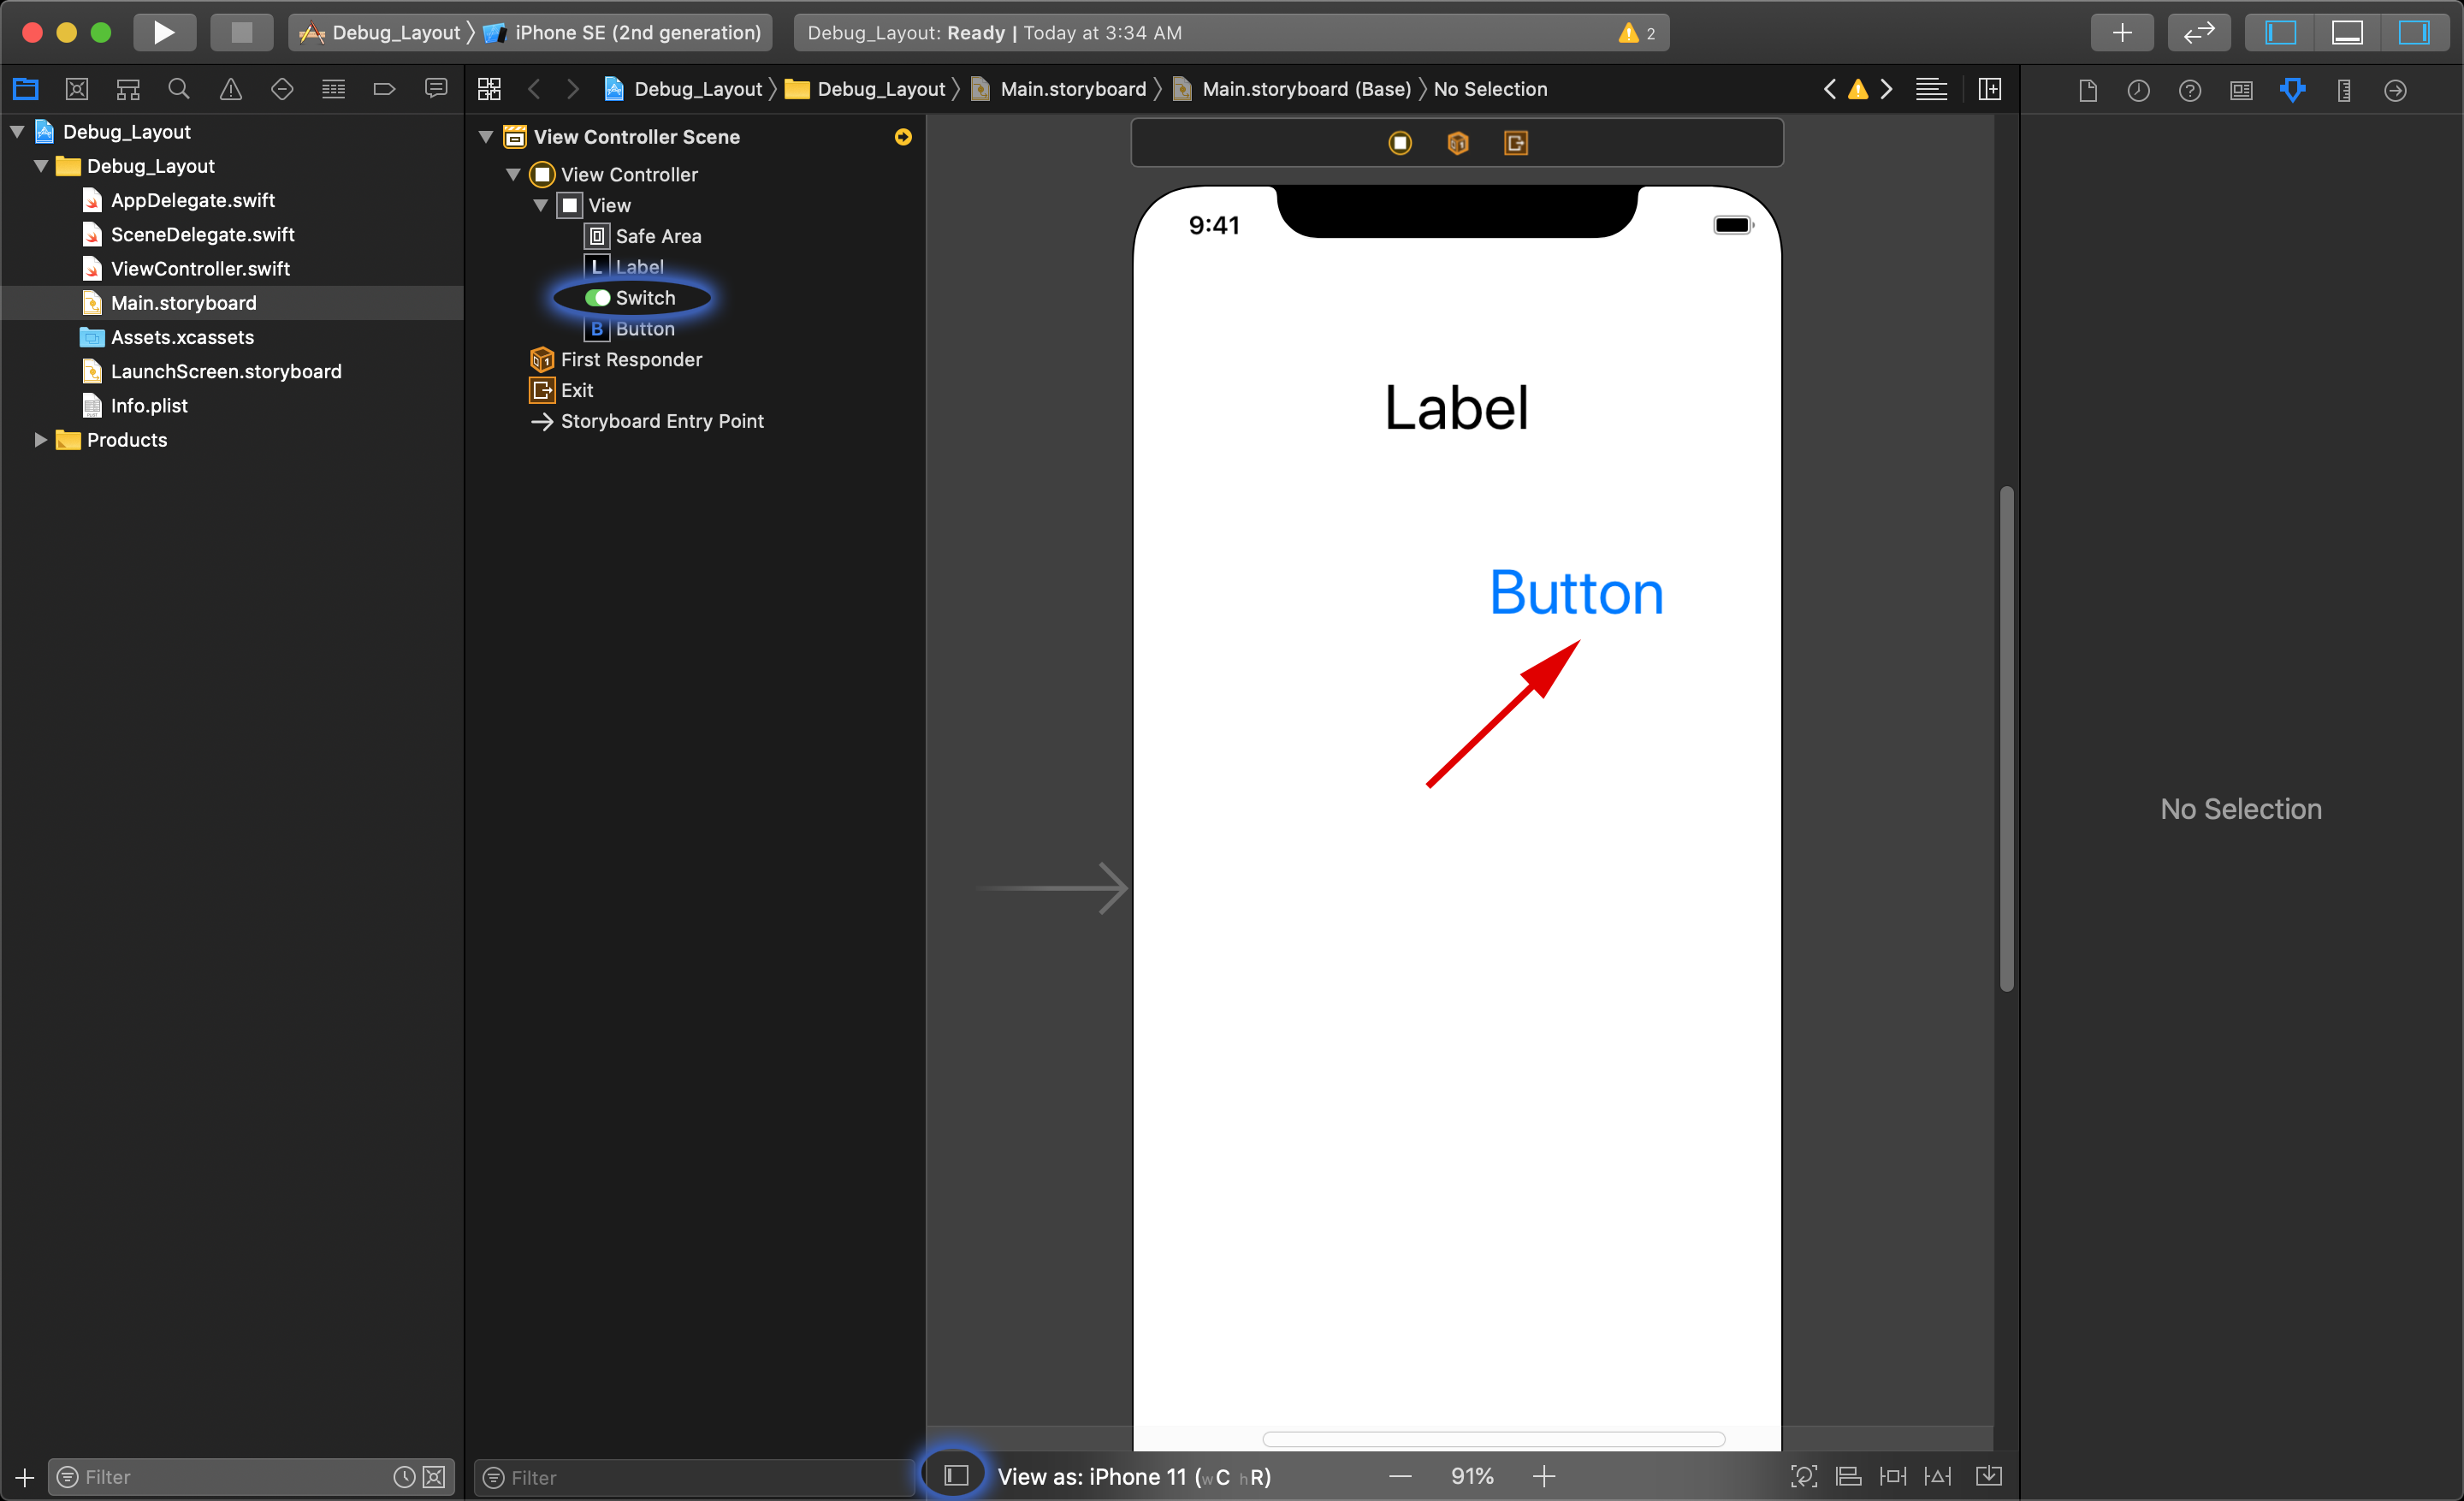 Debug_Layout 〉 iPhone SE (2nd generation)
Debug_Layout: Ready | Today at 3:34 AM
2
Debug_Layout 〉 Debug_Layout 〉 Main.storyboard 〉 Main.storyboard (Base) 〉 No Selection
Debug_Layout
Debug_Layout
AppDelegate.swift
SceneDelegate.swift
ViewController.swift
Main.storyboard
Assets.xcassets
LaunchScreen.storyboard
Info.plist
Products
Filter
View Controller Scene
View Controller
View
Safe Area
L Label
Switch
B Button
First Responder
Exit
Storyboard Entry Point
Filter
9:41
Label
Button
View as: iPhone 11 (wC hR)
91%
No Selection